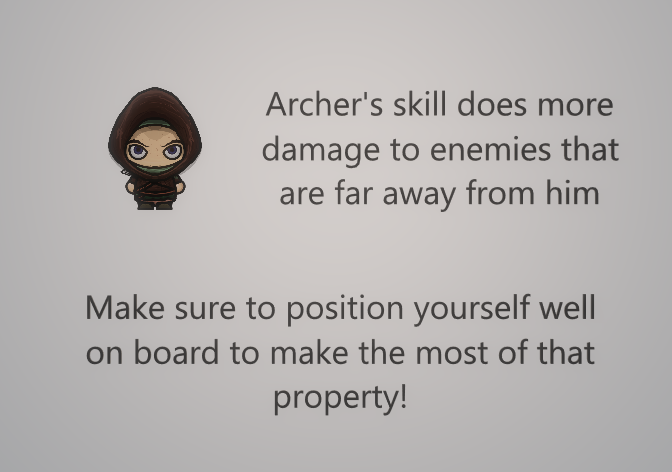 Archer's skill does more
damage to enemies that
are far away from him
Make sure to position yourself well
on board to make the most of that
property!